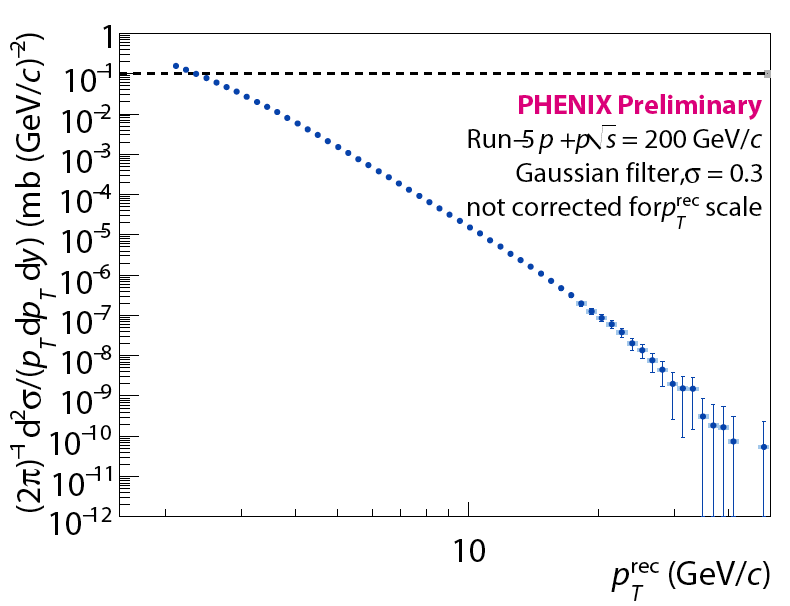 (2π)⁻¹ d²σ/(p_T dp_T dy) (mb (GeV/c)⁻²)
1
10⁻¹
10⁻²
10⁻³
10⁻⁴
10⁻⁵
10⁻⁶
10⁻⁷
10⁻⁸
10⁻⁹
10⁻¹⁰
10⁻¹¹
10⁻¹²
PHENIX Preliminary
Run–5 p + p √s = 200 GeV/c
Gaussian filter, σ = 0.3
not corrected for p_T^rec scale
10
p_T^rec (GeV/c)